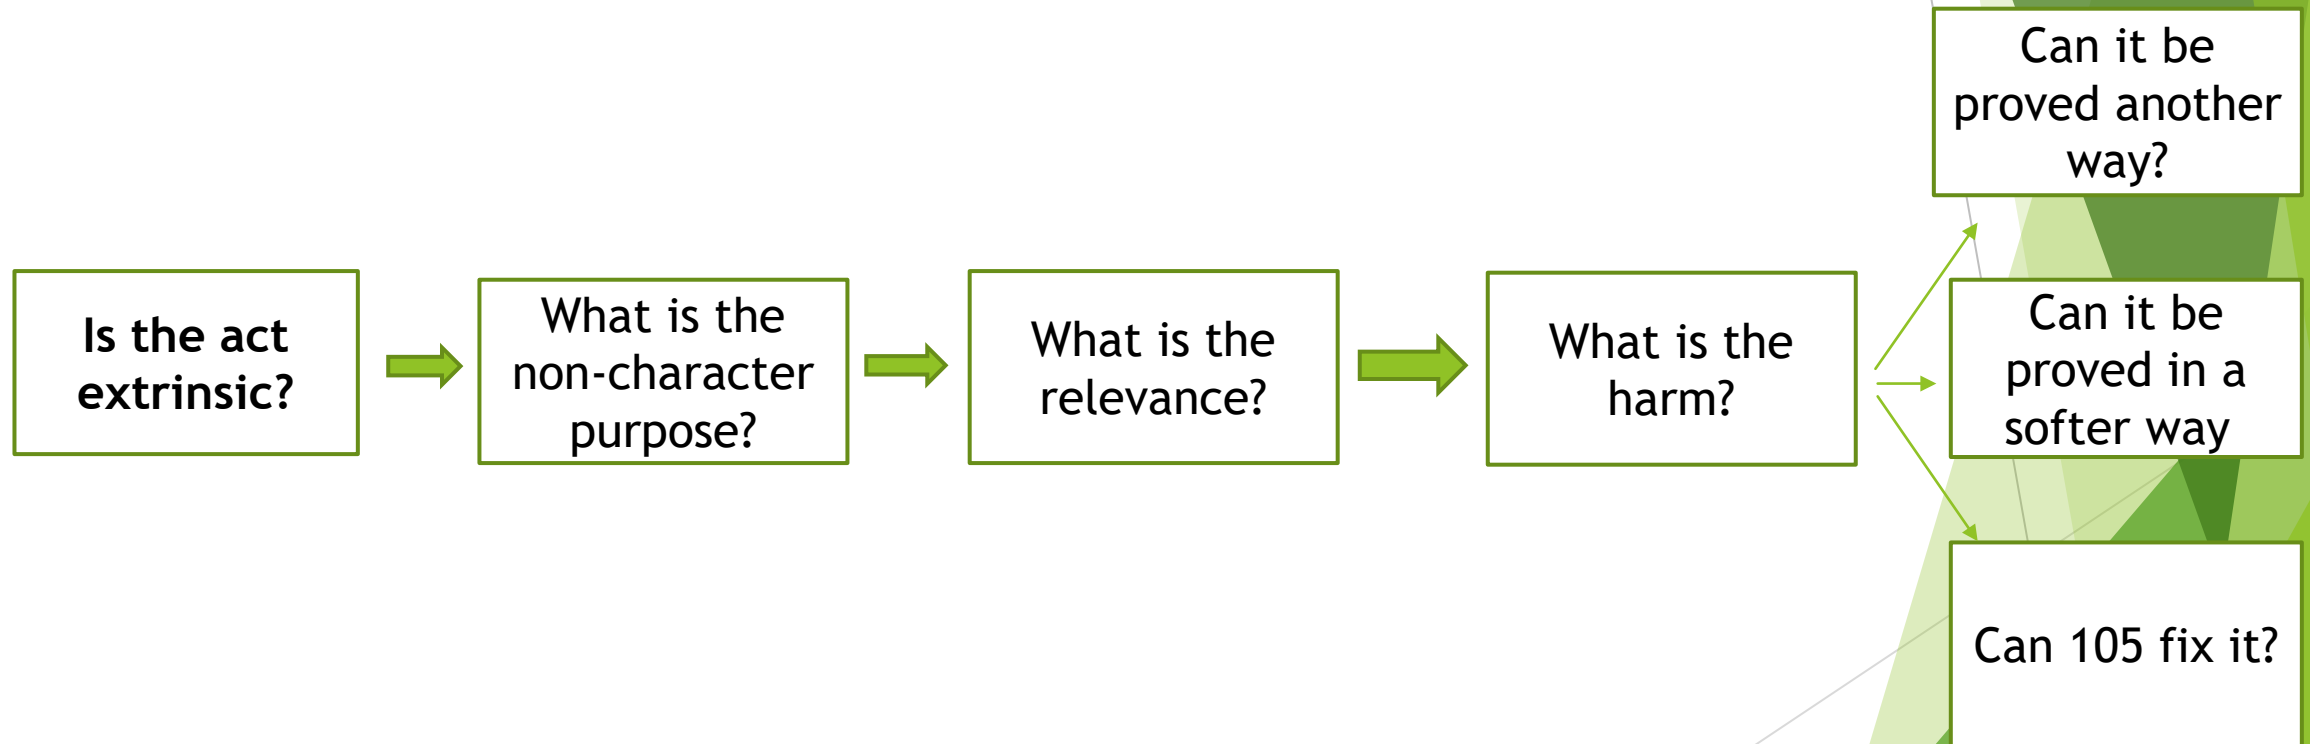 Is the act
extrinsic?
What is the
non-character
purpose?
What is the
relevance?
What is the
harm?
Can it be
proved another
way?
Can it be
proved in a
softer way
Can 105 fix it?